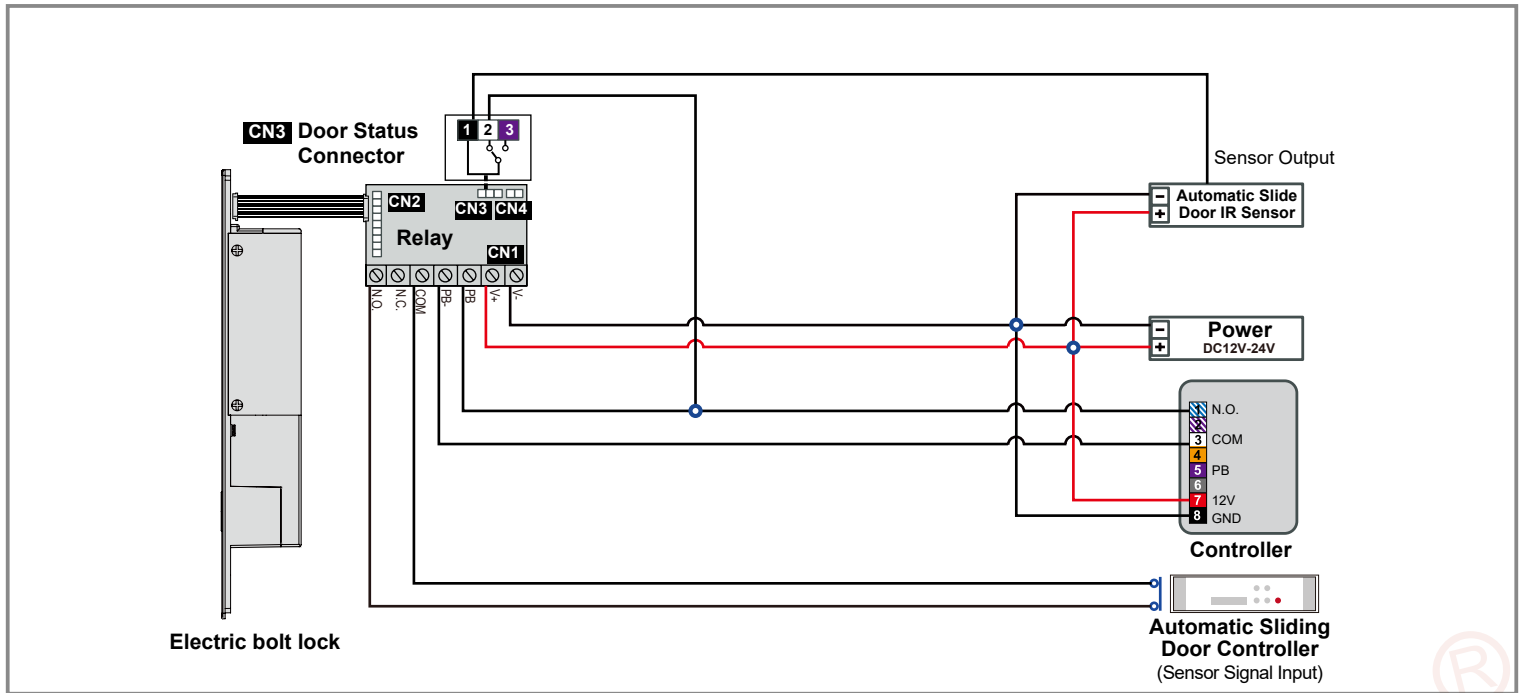 1 2 3
CN3 Door Status
Connector
Sensor Output
- Automatic Slide
+ Door IR Sensor
CN2
CN3 CN4
Relay
CN1
N.O.
N.C.
COM
PB-
PB
V+
V-
- Power
+ DC12V-24V
1 N.O.
2
3 COM
4
5 PB
6
7 12V
8 GND
Controller
Electric bolt lock
Automatic Sliding
Door Controller
(Sensor Signal Input)
®